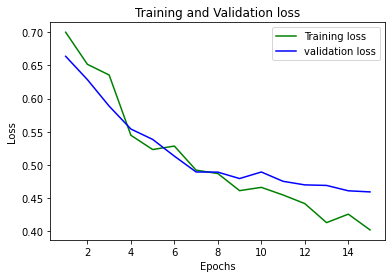 Training and Validation loss
Training loss
validation loss
0.70
0.65
0.60
0.55
0.50
0.45
0.40
Loss
2 4 6 8 10 12 14
Epochs